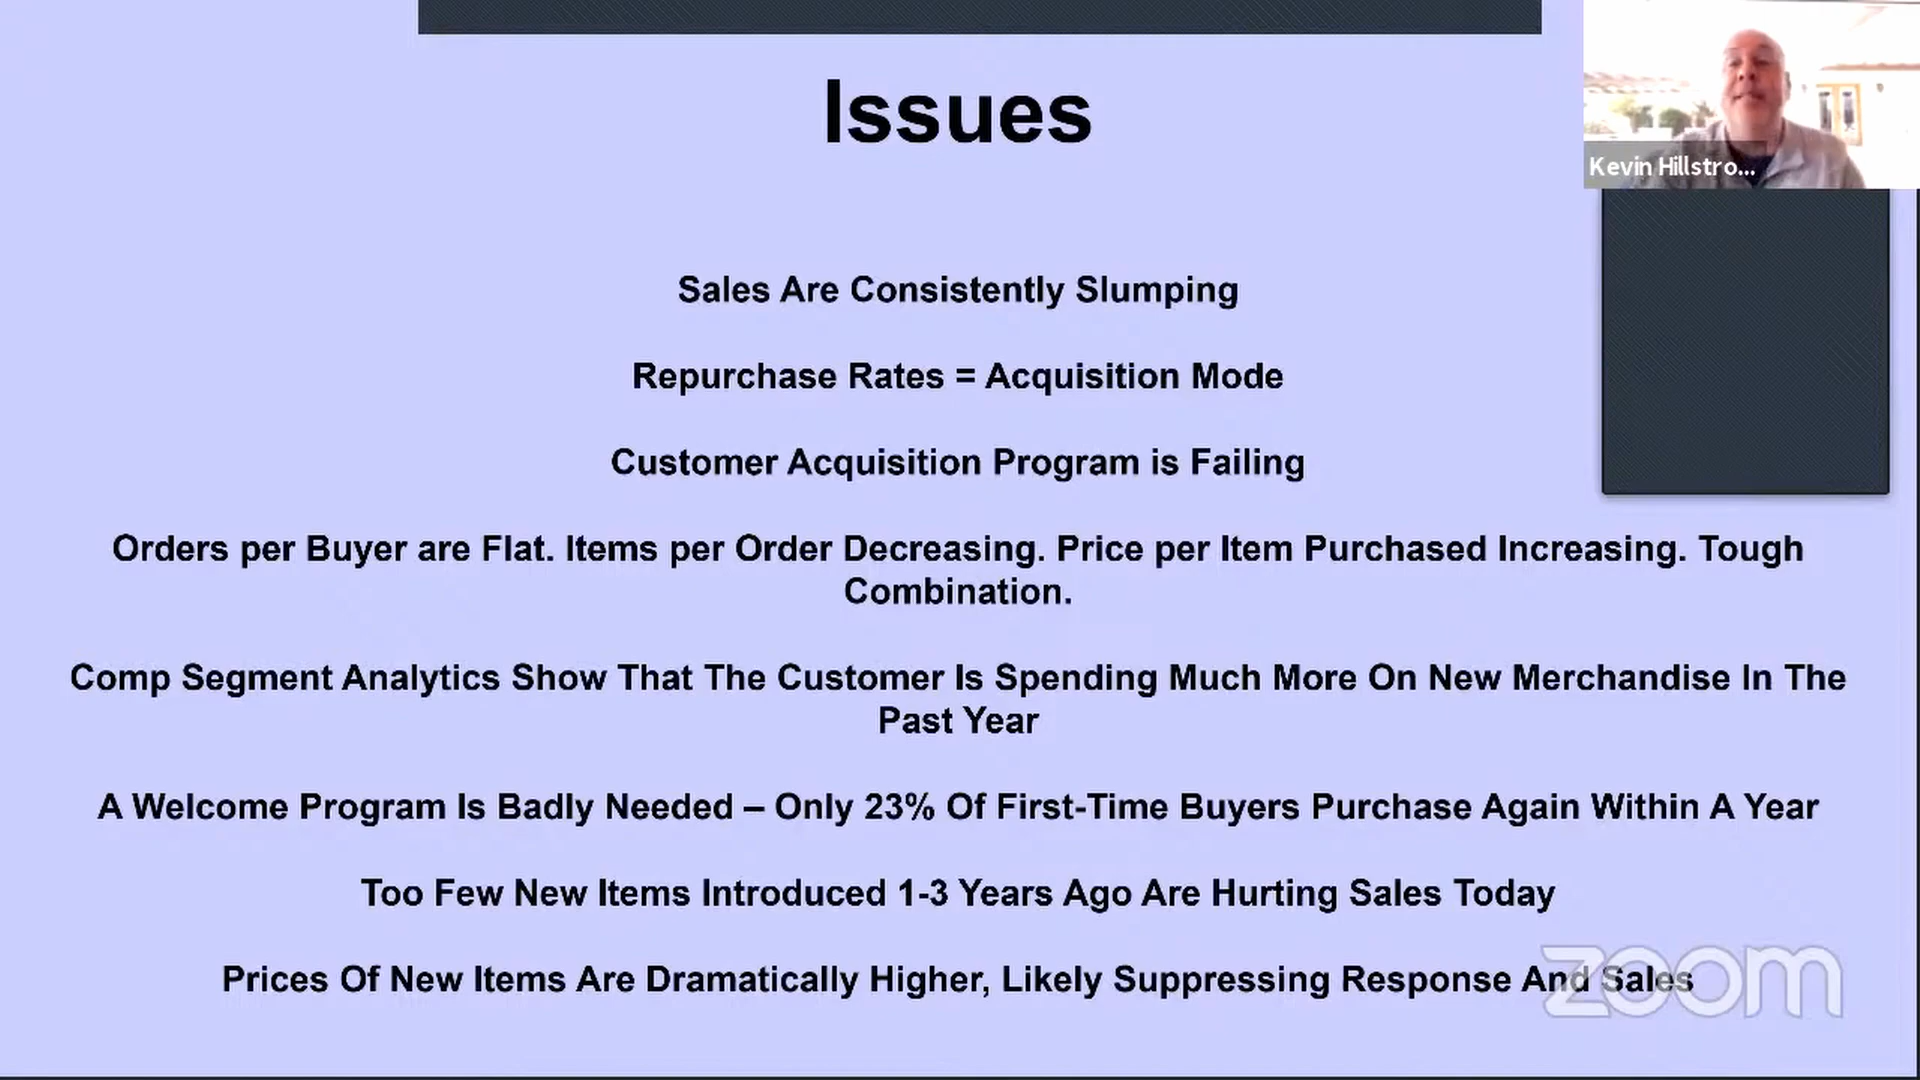 Issues
Kevin Hillstro...
Sales Are Consistently Slumping
Repurchase Rates = Acquisition Mode
Customer Acquisition Program is Failing
Orders per Buyer are Flat. Items per Order Decreasing. Price per Item Purchased Increasing. Tough
Combination.
Comp Segment Analytics Show That The Customer Is Spending Much More On New Merchandise In The
Past Year
A Welcome Program Is Badly Needed – Only 23% Of First-Time Buyers Purchase Again Within A Year
Too Few New Items Introduced 1-3 Years Ago Are Hurting Sales Today
Prices Of New Items Are Dramatically Higher, Likely Suppressing Response And Sales
zoom